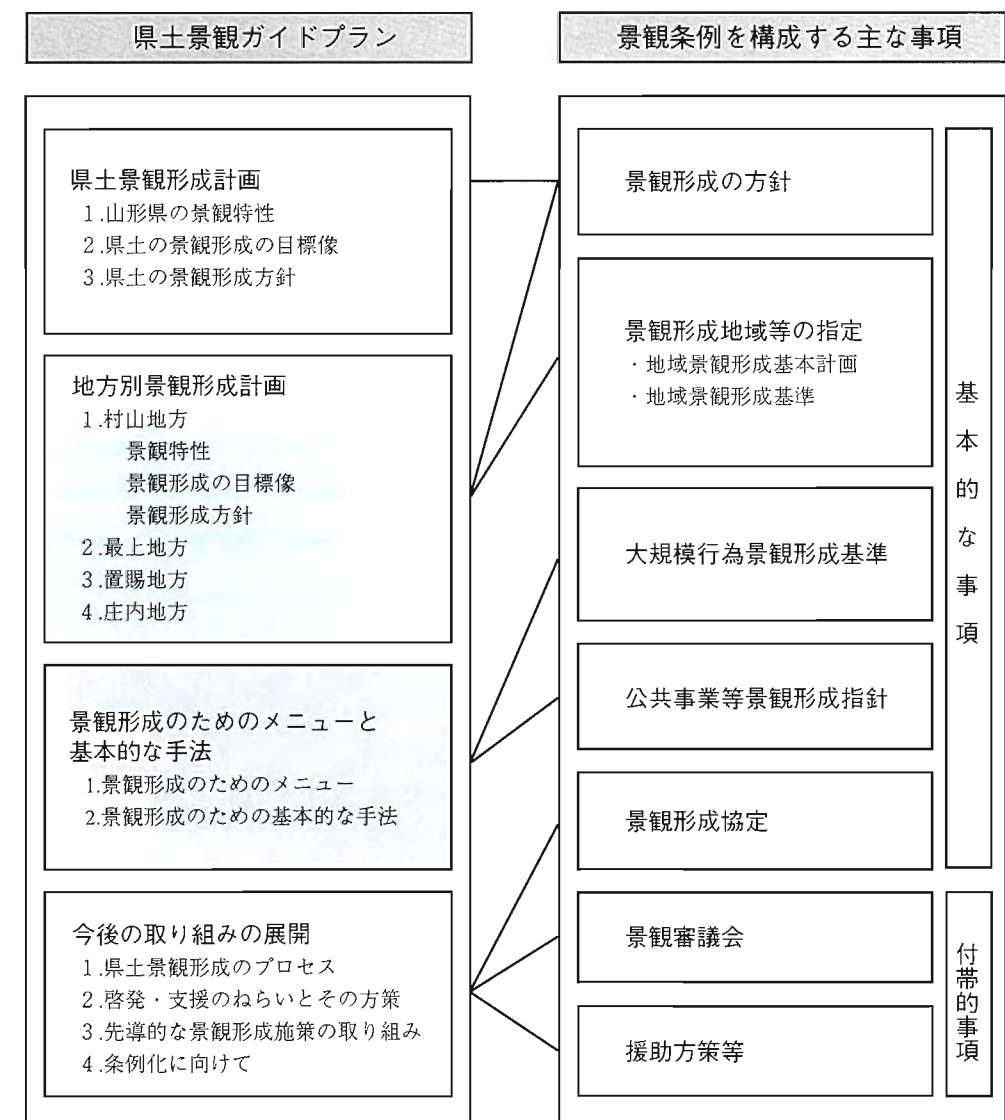 県土景観ガイドプラン
県土景観形成計画
1.山形県の景観特性
2.県土の景観形成の目標像
3.県土の景観形成方針
地方別景観形成計画
1.村山地方
景観特性
景観形成の目標像
景観形成方針
2.最上地方
3.置賜地方
4.庄内地方
景観形成のためのメニューと
基本的な手法
1.景観形成のためのメニュー
2.景観形成のための基本的な手法
今後の取り組みの展開
1.県土景観形成のプロセス
2.啓発・支援のねらいとその方策
3.先導的な景観形成施策の取り組み
4.条例化に向けて
景観条例を構成する主な事項
景観形成の方針
景観形成地域等の指定
・地域景観形成基本計画
・地域景観形成基準
大規模行為景観形成基準
公共事業等景観形成指針
景観形成協定
景観審議会
援助方策等
基本的な事項
付帯的事項